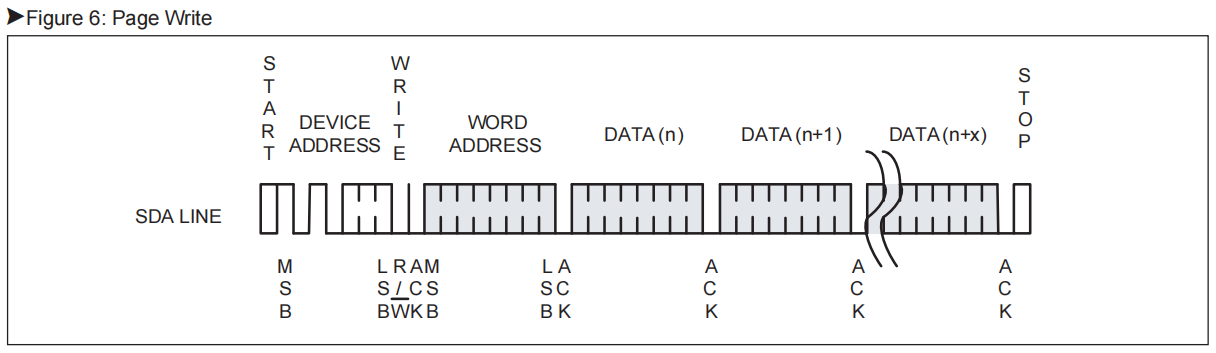 ➤Figure 6: Page Write
START
WRITE
STOP
DEVICE
ADDRESS
WORD
ADDRESS
DATA (n)
DATA (n+1)
DATA (n+x)
SDA LINE
MSB
LSB
R/W
ACK
MSB
LSB
ACK
ACK
ACK
ACK